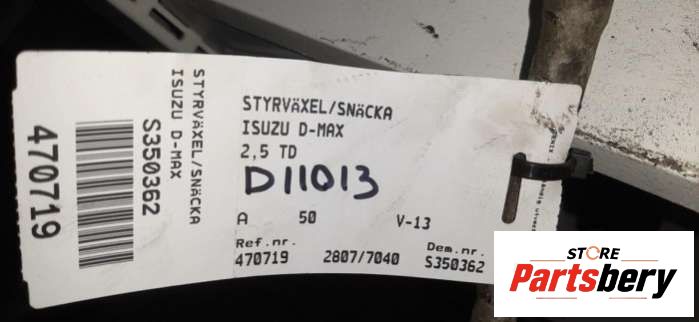 STYRVÄXEL/SNÄCKA
ISUZU D-MAX
S350362
470719
STYRVÄXEL/SNÄCKA
ISUZU D-MAX
2,5 TD
D11013
A 50 V-13
Ref.nr. Dem.nr.
470719 2807/7040 S350362
STORE
Partsbery